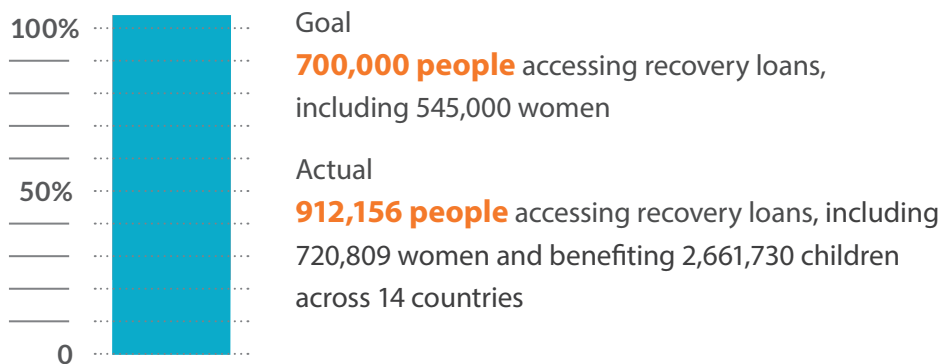 100%
50%
0
Goal
700,000 people accessing recovery loans,
including 545,000 women
Actual
912,156 people accessing recovery loans, including
720,809 women and benefiting 2,661,730 children
across 14 countries